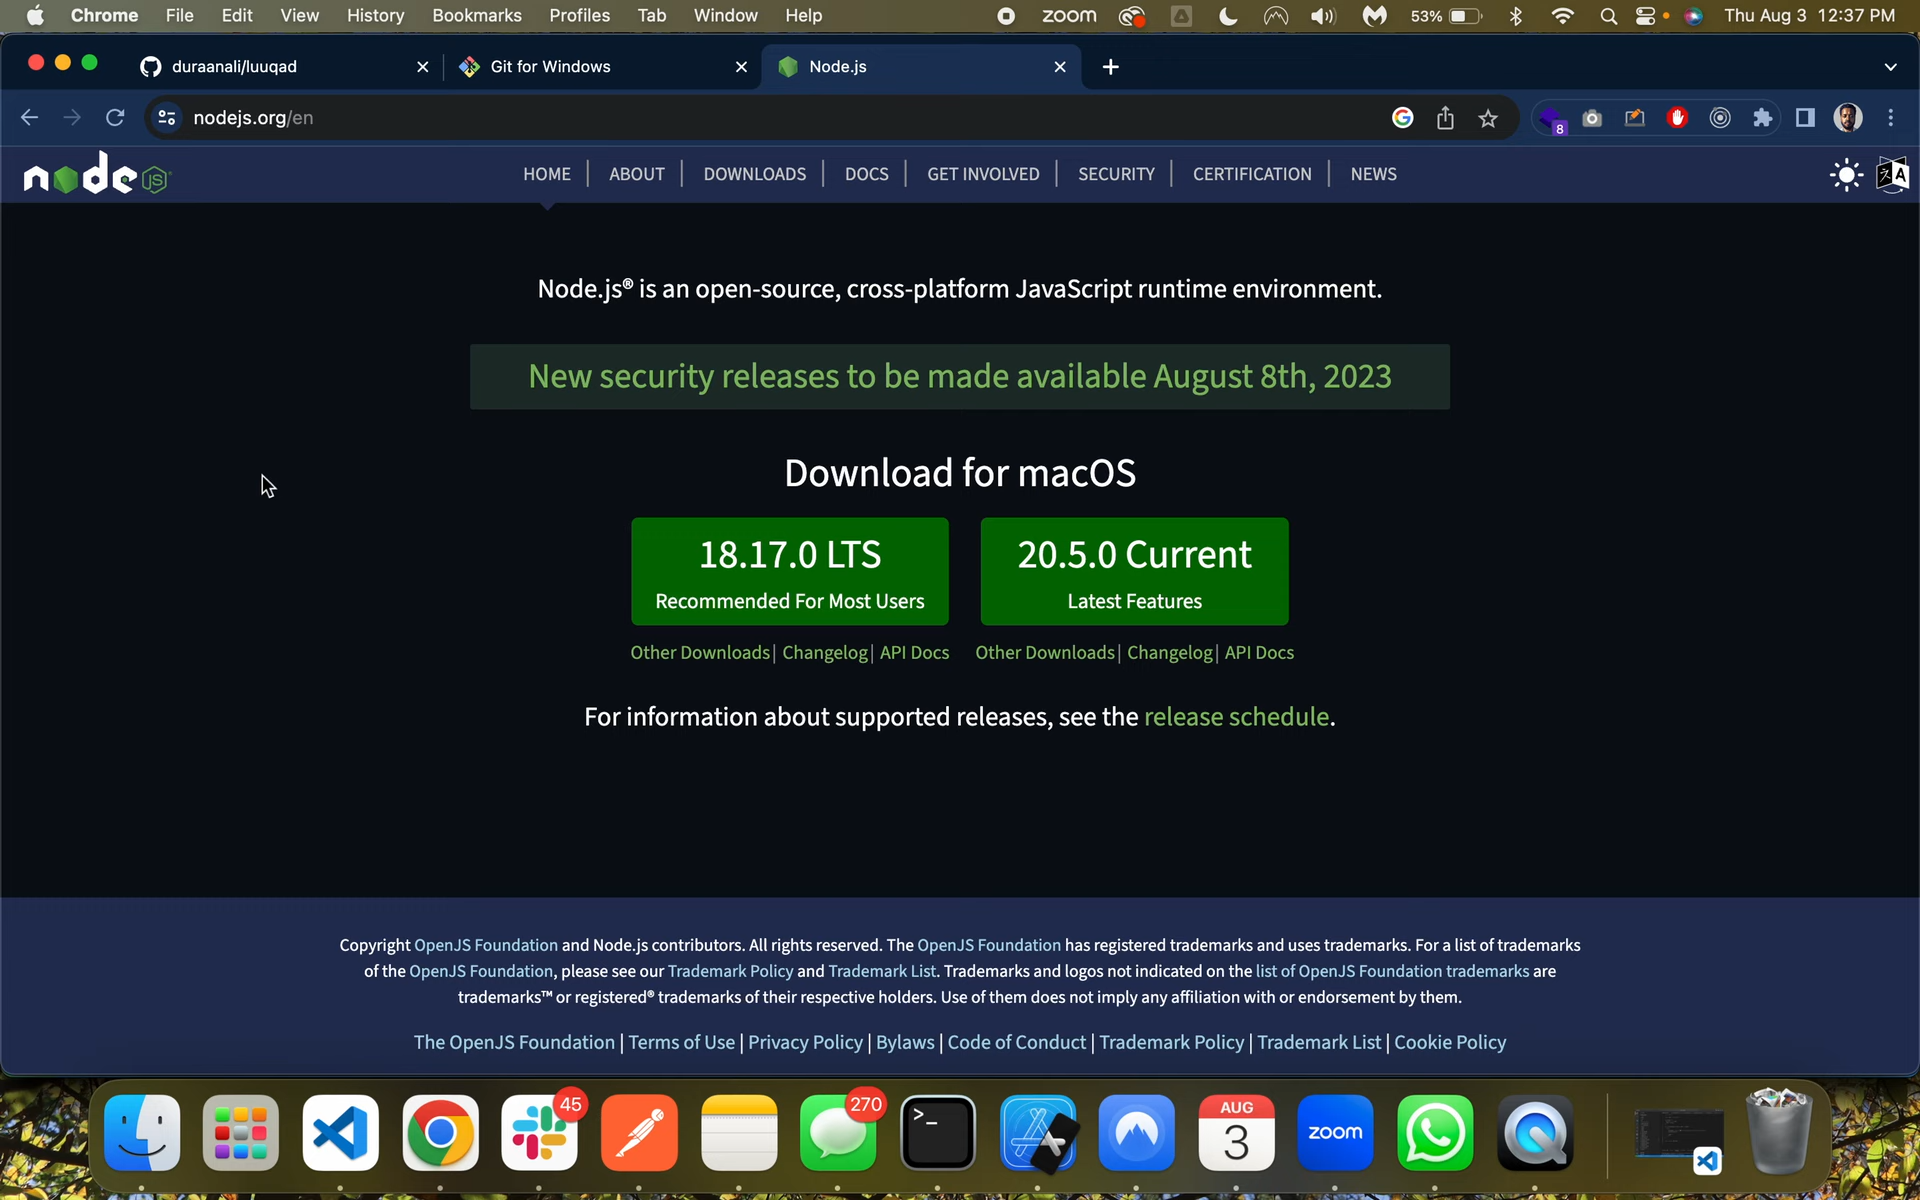 Chrome File Edit View History Bookmarks Profiles Tab Window Help zoom 53% Thu Aug 3 12:37 PM
duraanali/luuqad Git for Windows Node.js
nodejs.org/en 8
node JS HOME ABOUT DOWNLOADS DOCS GET INVOLVED SECURITY CERTIFICATION NEWS
Node.js® is an open-source, cross-platform JavaScript runtime environment.
New security releases to be made available August 8th, 2023
Download for macOS
18.17.0 LTS 20.5.0 Current
Recommended For Most Users Latest Features
Other Downloads| Changelog| API Docs Other Downloads| Changelog| API Docs
For information about supported releases, see the release schedule.
Copyright OpenJS Foundation and Node.js contributors. All rights reserved. The OpenJS Foundation has registered trademarks and uses trademarks. For a list of trademarks
of the OpenJS Foundation, please see our Trademark Policy and Trademark List. Trademarks and logos not indicated on the list of OpenJS Foundation trademarks are
trademarks™ or registered® trademarks of their respective holders. Use of them does not imply any affiliation with or endorsement by them.
The OpenJS Foundation | Terms of Use | Privacy Policy | Bylaws | Code of Conduct | Trademark Policy | Trademark List | Cookie Policy
45 270 AUG
>_ 3 zoom